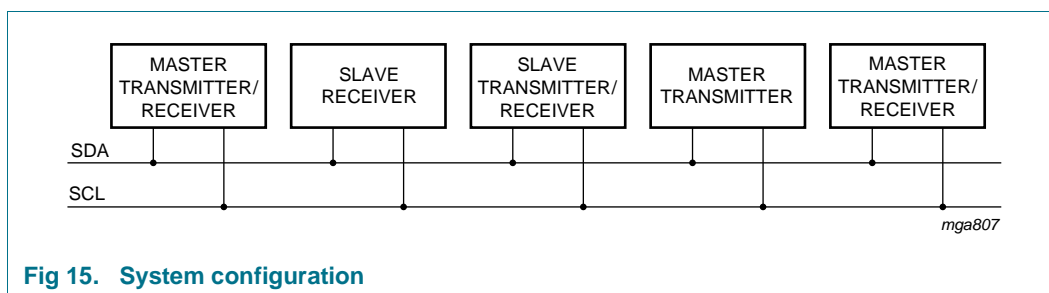 MASTER
TRANSMITTER/
RECEIVER
SLAVE
RECEIVER
SLAVE
TRANSMITTER/
RECEIVER
MASTER
TRANSMITTER
MASTER
TRANSMITTER/
RECEIVER
SDA
SCL
mga807
Fig 15. System configuration